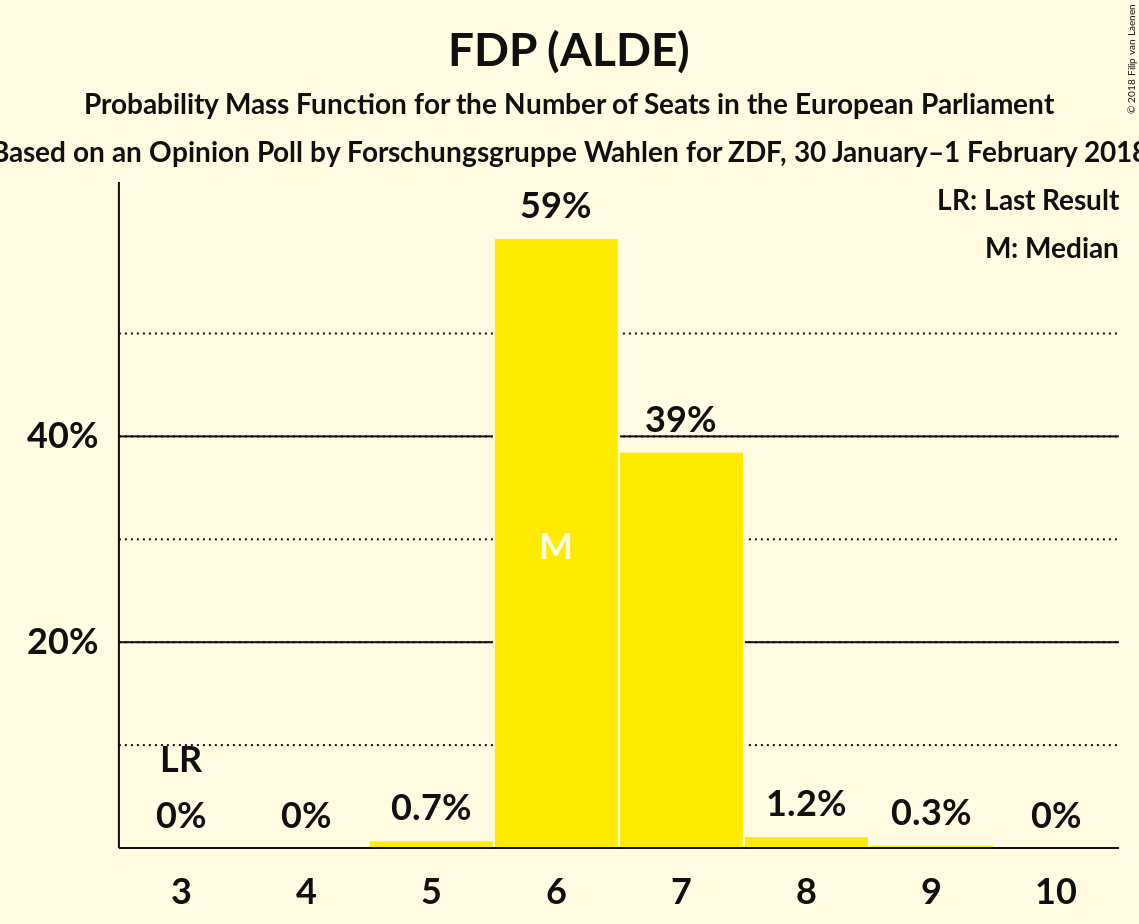 FDP (ALDE)
Probability Mass Function for the Number of Seats in the European Parliament
Based on an Opinion Poll by Forschungsgruppe Wahlen for ZDF, 30 January–1 February 2018
© 2018 Filip van Laenen
LR: Last Result
M: Median
59%
39%
40%
M
20%
LR
0% 0% 0.7% 1.2% 0.3% 0%
3 4 5 6 7 8 9 10